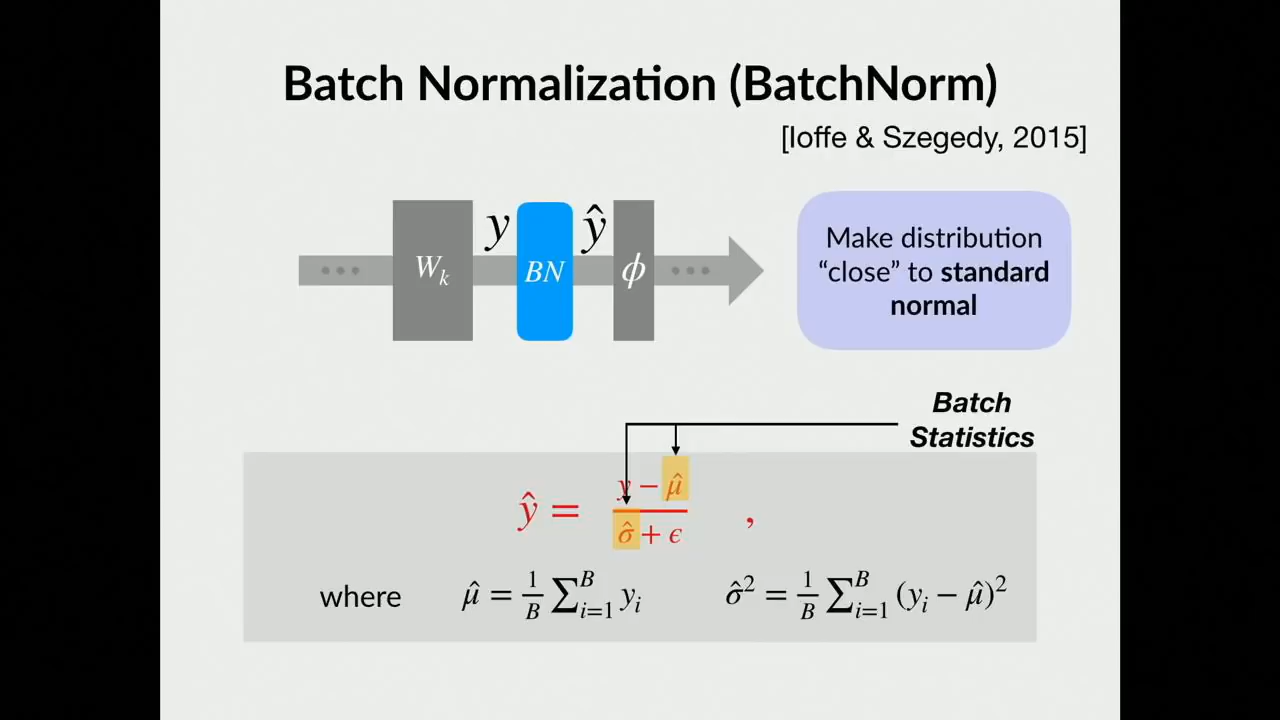 Batch Normalization (BatchNorm)
[Ioffe & Szegedy, 2015]
y ŷ
... W_k BN ϕ ...
Make distribution
“close” to standard
normal
Batch
Statistics
ŷ = (y − μ̂) / (σ̂ + ϵ) ,
where μ̂ = 1/B ∑_{i=1}^{B} y_i σ̂² = 1/B ∑_{i=1}^{B} (y_i − μ̂)²